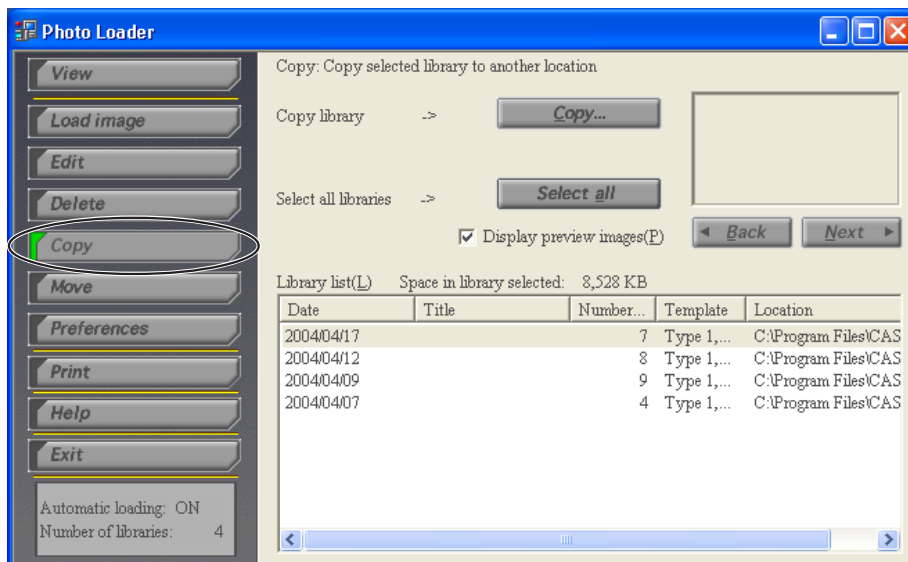 Photo Loader
View
Load image
Edit
Delete
Copy
Move
Preferences
Print
Help
Exit
Automatic loading: ON
Number of libraries: 4
Copy: Copy selected library to another location
Copy library -> Copy...
Select all libraries -> Select all
Display preview images(P)
Back Next
Library list(L) Space in library selected: 8,528 KB
Date Title Number... Template Location
2004/04/17 7 Type 1,... C:\Program Files\CAS
2004/04/12 8 Type 1,... C:\Program Files\CAS
2004/04/09 9 Type 1,... C:\Program Files\CAS
2004/04/07 4 Type 1,... C:\Program Files\CAS